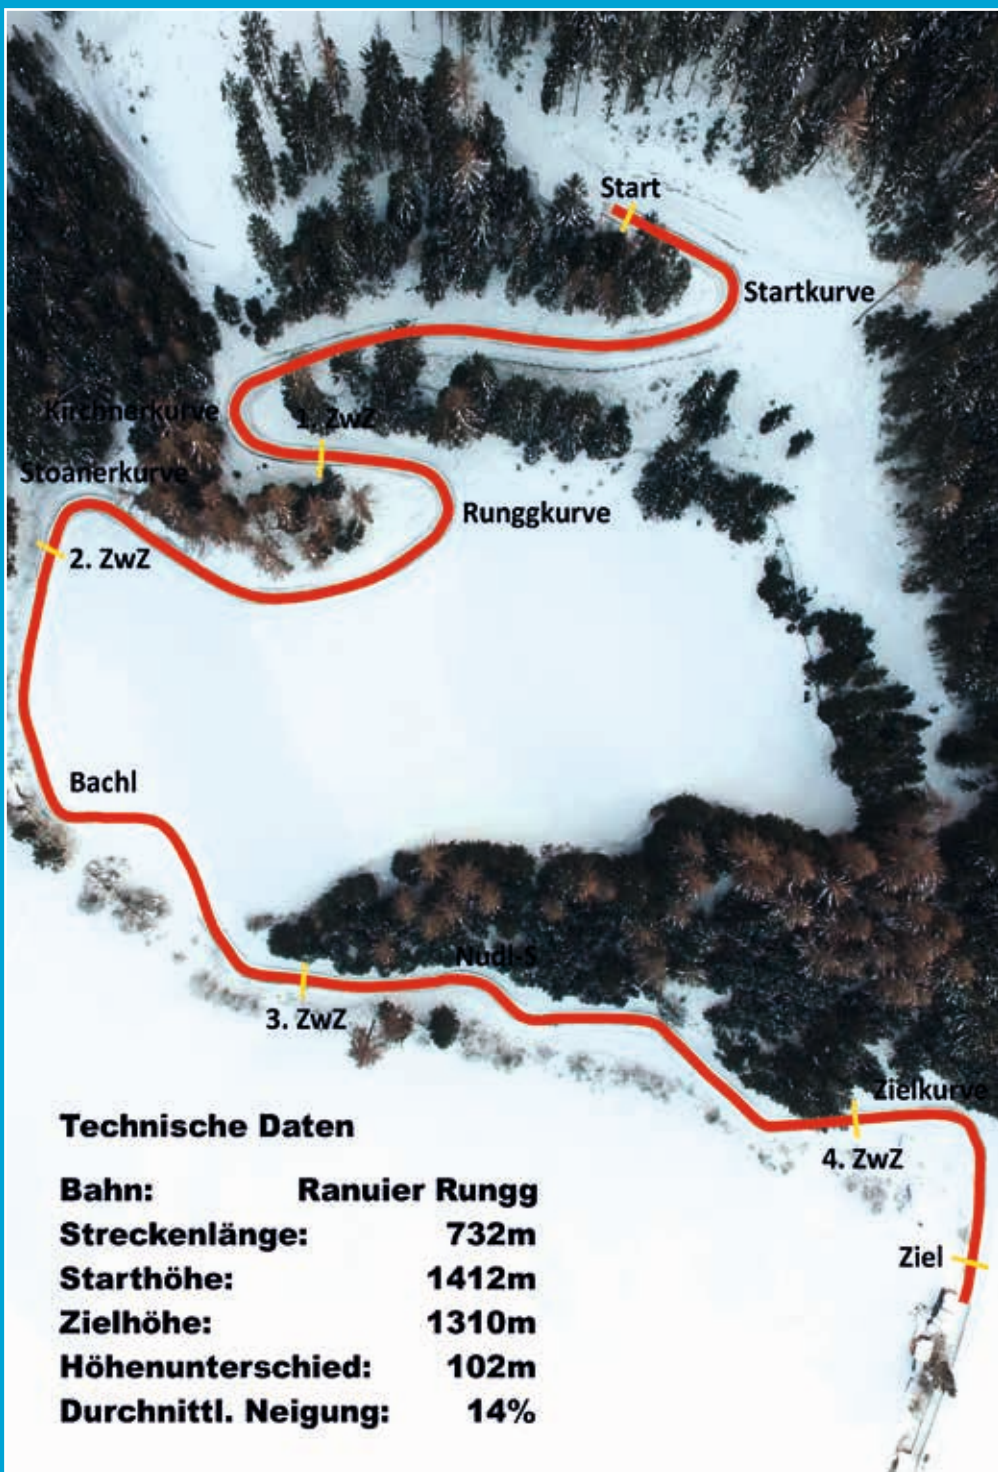 Start
Startkurve
Kirchnerkurve
1. ZwZ
Stoanerkurve
Runggkurve
2. ZwZ
Bachl
Nudl-S
3. ZwZ
Zielkurve
4. ZwZ
Ziel
Technische Daten
Bahn: Ranuier Rungg
Streckenlänge: 732m
Starthöhe: 1412m
Zielhöhe: 1310m
Höhenunterschied: 102m
Durchnittl. Neigung: 14%